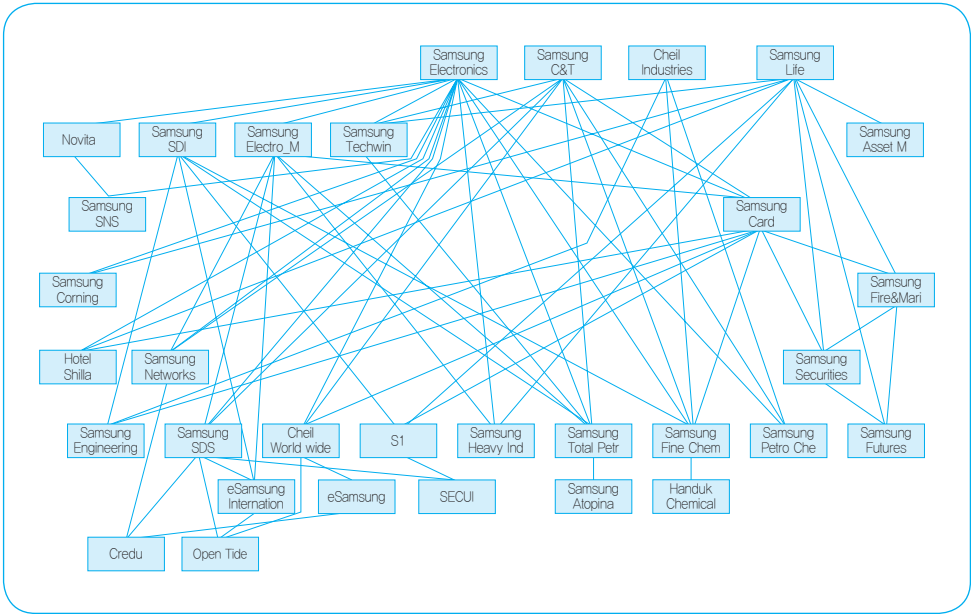 Samsung
Electronics
Samsung
C&T
Cheil
Industries
Samsung
Life
Novita
Samsung
SDI
Samsung
Electro_M
Samsung
Techwin
Samsung
Asset M
Samsung
SNS
Samsung
Card
Samsung
Corning
Samsung
Fire&Mari
Hotel
Shilla
Samsung
Networks
Samsung
Securities
Samsung
Engineering
Samsung
SDS
Cheil
World wide
S1
Samsung
Heavy Ind
Samsung
Total Petr
Samsung
Fine Chem
Samsung
Petro Che
Samsung
Futures
eSamsung
Internation
eSamsung
SECUI
Samsung
Atopina
Handuk
Chemical
Credu
Open Tide